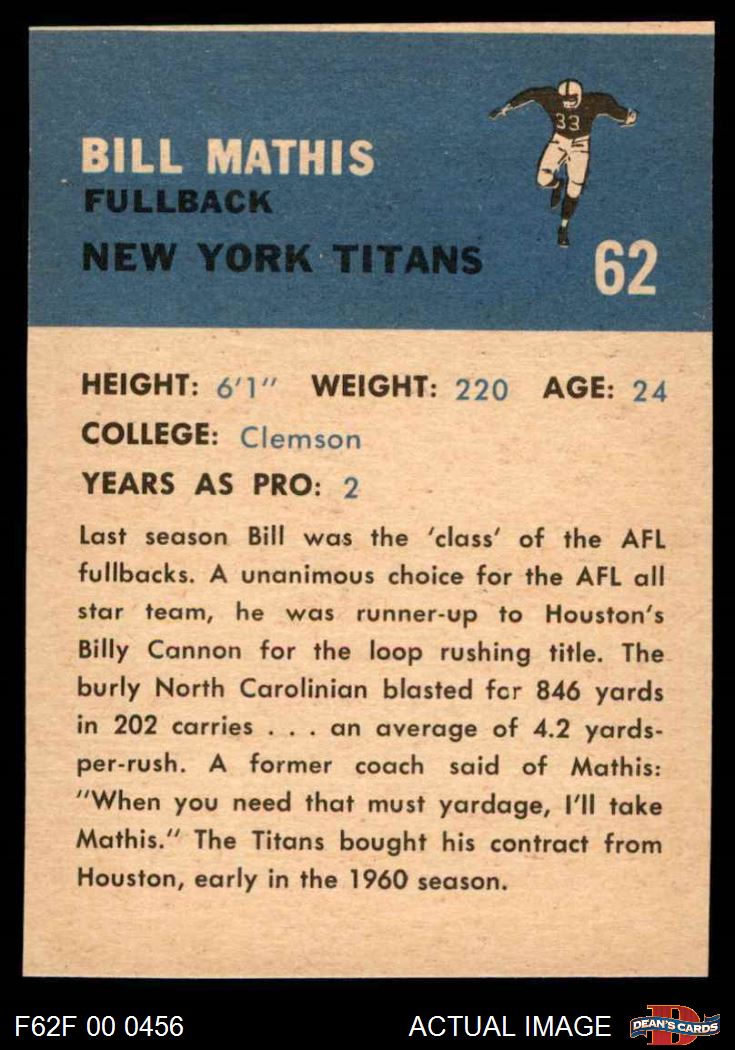 33
BILL MATHIS
FULLBACK
NEW YORK TITANS
62
HEIGHT: 6'1" WEIGHT: 220 AGE: 24
COLLEGE: Clemson
YEARS AS PRO: 2
Last season Bill was the 'class' of the AFL
fullbacks. A unanimous choice for the AFL all
star team, he was runner-up to Houston's
Billy Cannon for the loop rushing title. The
burly North Carolinian blasted for 846 yards
in 202 carries . . . an average of 4.2 yards-
per-rush. A former coach said of Mathis:
"When you need that must yardage, I'll take
Mathis." The Titans bought his contract from
Houston, early in the 1960 season.
F62F 00 0456 ACTUAL IMAGE D DEAN'S CARDS